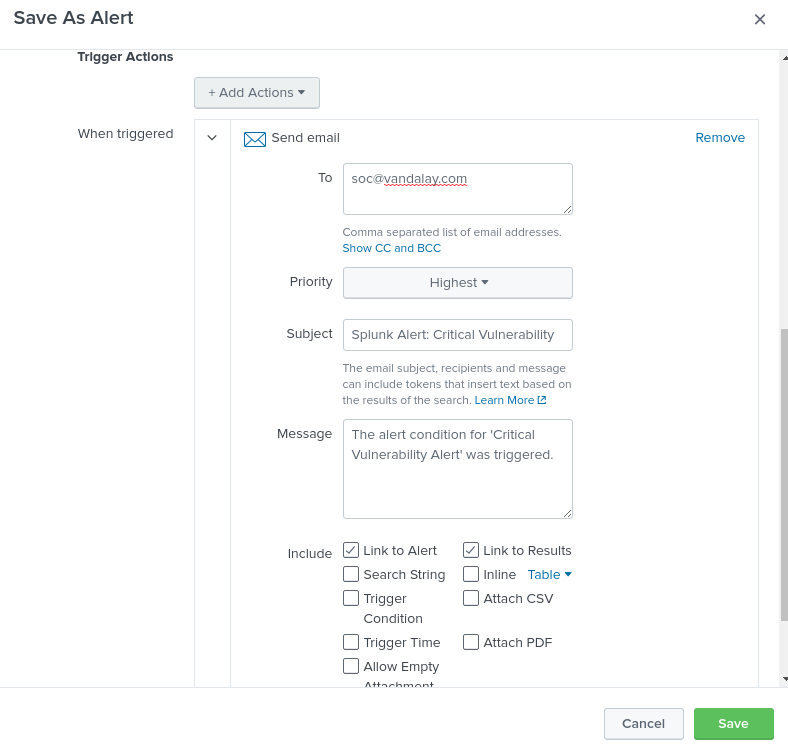 Save As Alert
Trigger Actions
+ Add Actions
When triggered
Send email
Remove
To
soc@vandalay.com
Comma separated list of email addresses.
Show CC and BCC
Priority
Highest
Subject
Splunk Alert: Critical Vulnerability
The email subject, recipients and message
can include tokens that insert text based on
the results of the search. Learn More
Message
The alert condition for 'Critical
Vulnerability Alert' was triggered.
Include
Link to Alert
Link to Results
Search String
Inline Table
Trigger
Condition
Attach CSV
Trigger Time
Attach PDF
Allow Empty
Attachment
Cancel
Save